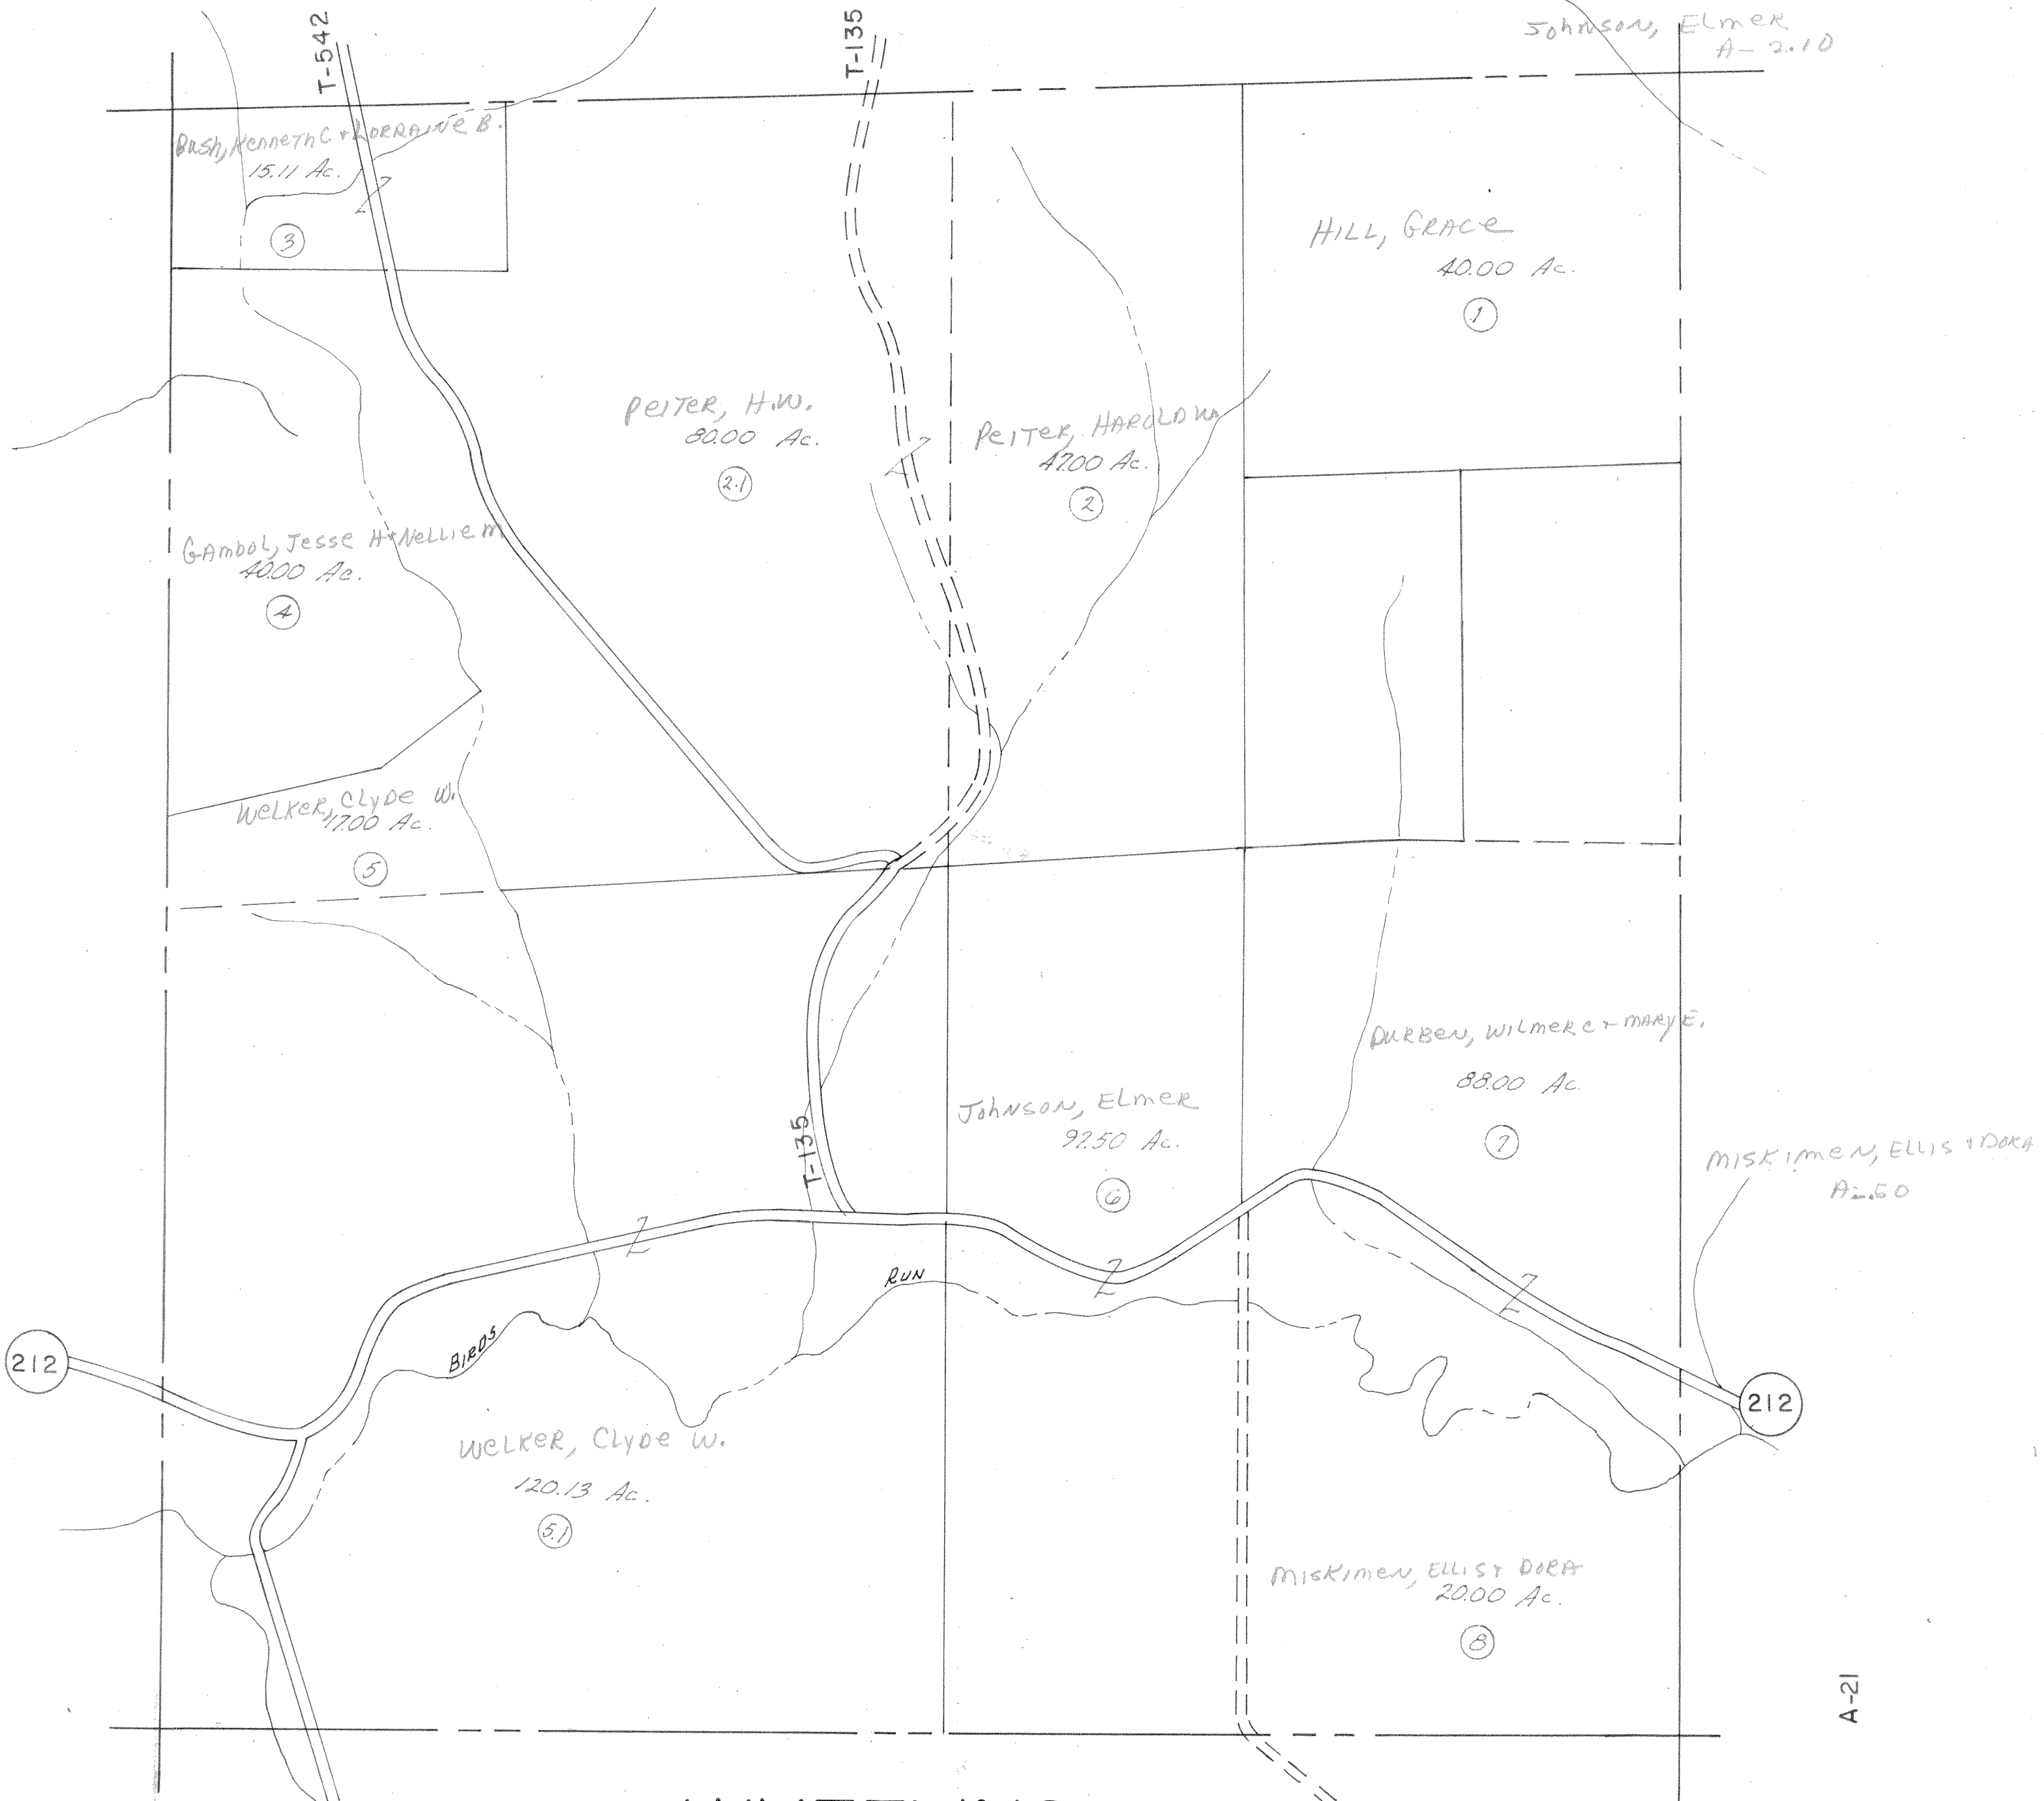 Johnson, Elmer
A- 2.10
T-542
T-135
Bush, Kenneth C + Lorraine B.
15.11 Ac.
3
Hill, Grace
40.00 Ac.
1
Peiter, H.W.
80.00 Ac.
2.1
Peiter, Harold W.
47.00 Ac.
2
Gambol, Jesse H + Nellie M
40.00 Ac.
4
Welker, Clyde W.
17.00 Ac.
5
Durben, Wilmer C + Mary E.
88.00 Ac.
7
Johnson, Elmer
97.50 Ac.
6
T-135
Miskimen, Ellis + Dora
A-.60
Birds Run
212
212
Welker, Clyde W.
120.13 Ac.
5.1
Miskimen, Ellis + Dora
20.00 Ac.
8
A-21